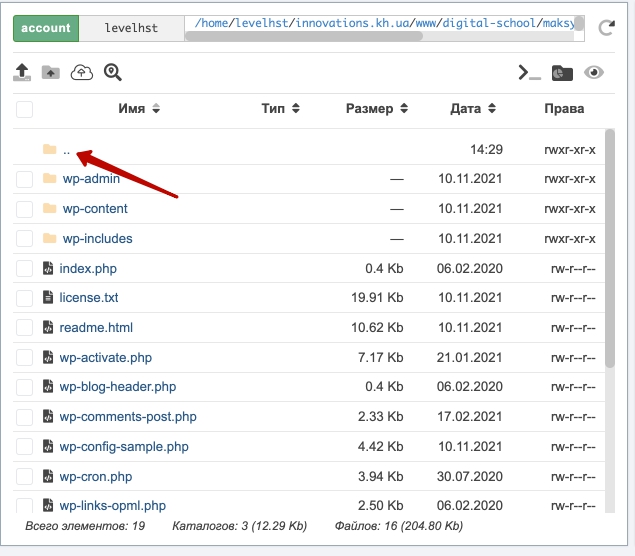 account levelhst /home/levelhst/innovations.kh.ua/www/digital-school/maksy
Имя Тип Размер Дата Права
.. 14:29 rwxr-xr-x
wp-admin — 10.11.2021 rwxr-xr-x
wp-content — 10.11.2021 rwxr-xr-x
wp-includes — 10.11.2021 rwxr-xr-x
index.php 0.4 Kb 06.02.2020 rw-r--r--
license.txt 19.91 Kb 10.11.2021 rw-r--r--
readme.html 10.62 Kb 10.11.2021 rw-r--r--
wp-activate.php 7.17 Kb 21.01.2021 rw-r--r--
wp-blog-header.php 0.4 Kb 06.02.2020 rw-r--r--
wp-comments-post.php 2.33 Kb 17.02.2021 rw-r--r--
wp-config-sample.php 4.42 Kb 10.11.2021 rw-r--r--
wp-cron.php 3.94 Kb 30.07.2020 rw-r--r--
wp-links-opml.php 2.50 Kb 06.02.2020 rw-r--r--
Всего элементов: 19 Каталогов: 3 (12.29 Kb) Файлов: 16 (204.80 Kb)